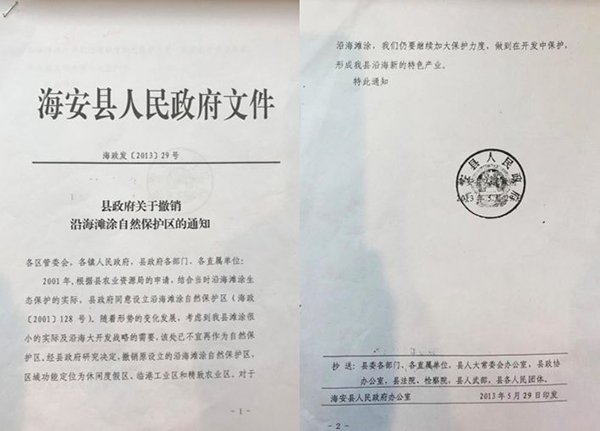 海安县人民政府文件
海政发〔2013〕29号
县政府关于撤销
沿海滩涂自然保护区的通知
各区管委会，各镇人民政府，县政府各部门、各直属单位：
2001年，根据县农业资源局的申请，结合当时沿海滩涂生
态保护的实际，县政府同意设立沿海滩涂自然保护区（海政
〔2001〕128号）。随着形势的变化发展，考虑到我县滩涂很
小的实际及沿海大开发战略的需要，该处已不宜再作为自然保
护区，经县政府研究决定，撤销原设立的沿海滩涂自然保护区，
区域功能定位为休闲度假区、临港工业区和精致农业区。对于
- 1 -
沿海滩涂，我们仍要继续加大保护力度，做到在开发中保护，
形成我县沿海新的特色产业。
特此通知
海安县人民政府
2013年5月29日
抄送：县委各部门、各直属单位，县人大常委会办公室，县政协
办公室，县法院、检察院，县人武部，县各人民团体。
海安县人民政府办公室 2013年5月29日印发
- 2 -